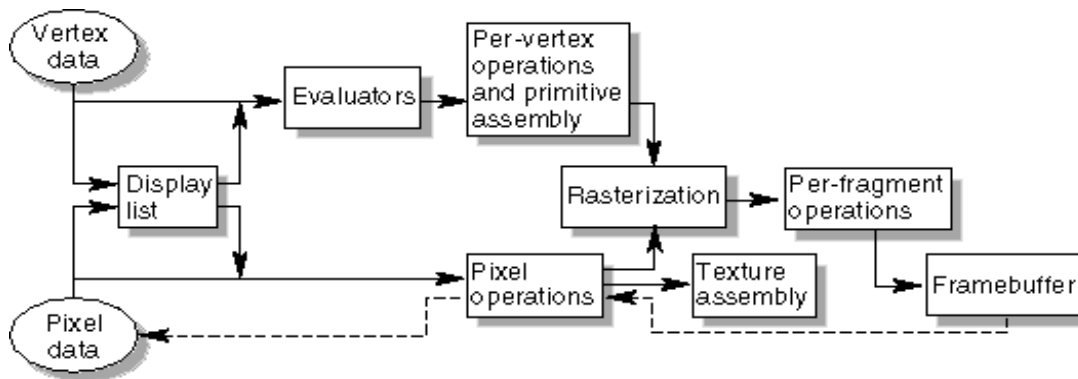 Vertex
data
Evaluators
Per-vertex
operations
and primitive
assembly
Display
list
Rasterization
Per-fragment
operations
Pixel
operations
Texture
assembly
Framebuffer
Pixel
data